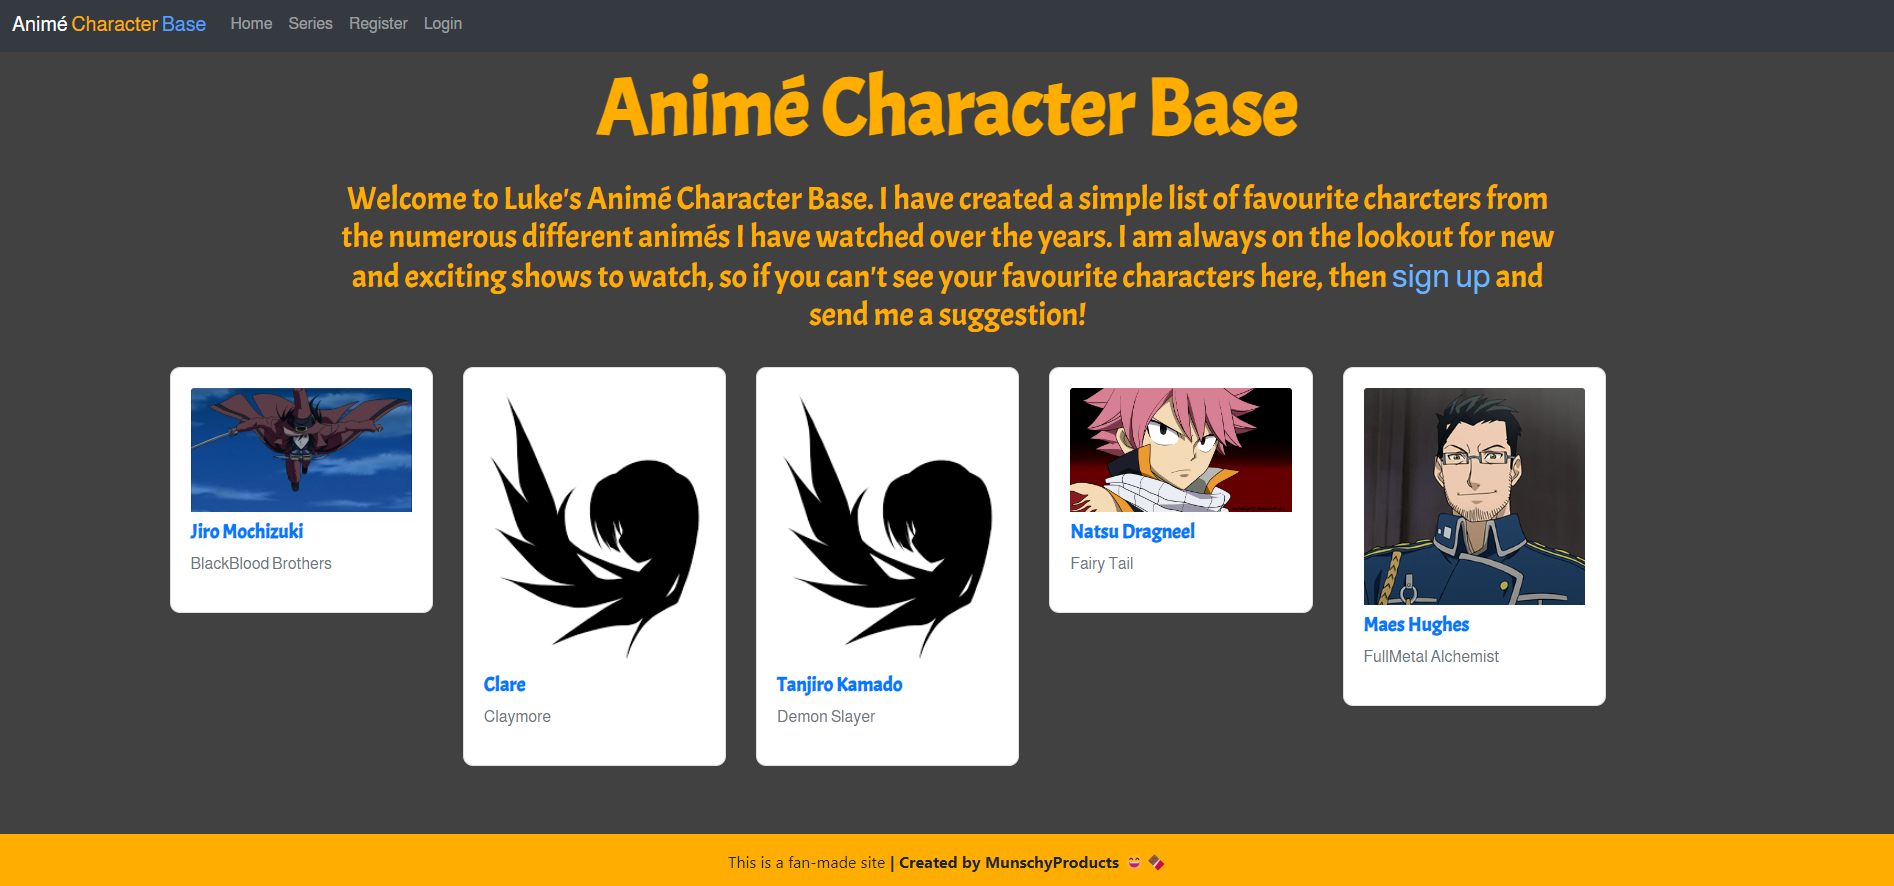 Animé Character Base Home Series Register Login
Animé Character Base
Welcome to Luke's Animé Character Base. I have created a simple list of favourite charcters from
the numerous different animés I have watched over the years. I am always on the lookout for new
and exciting shows to watch, so if you can't see your favourite characters here, then sign up and
send me a suggestion!
Jiro Mochizuki
BlackBlood Brothers
Clare
Claymore
Tanjiro Kamado
Demon Slayer
Natsu Dragneel
Fairy Tail
Maes Hughes
FullMetal Alchemist
This is a fan-made site | Created by MunschyProducts 😄 🍫